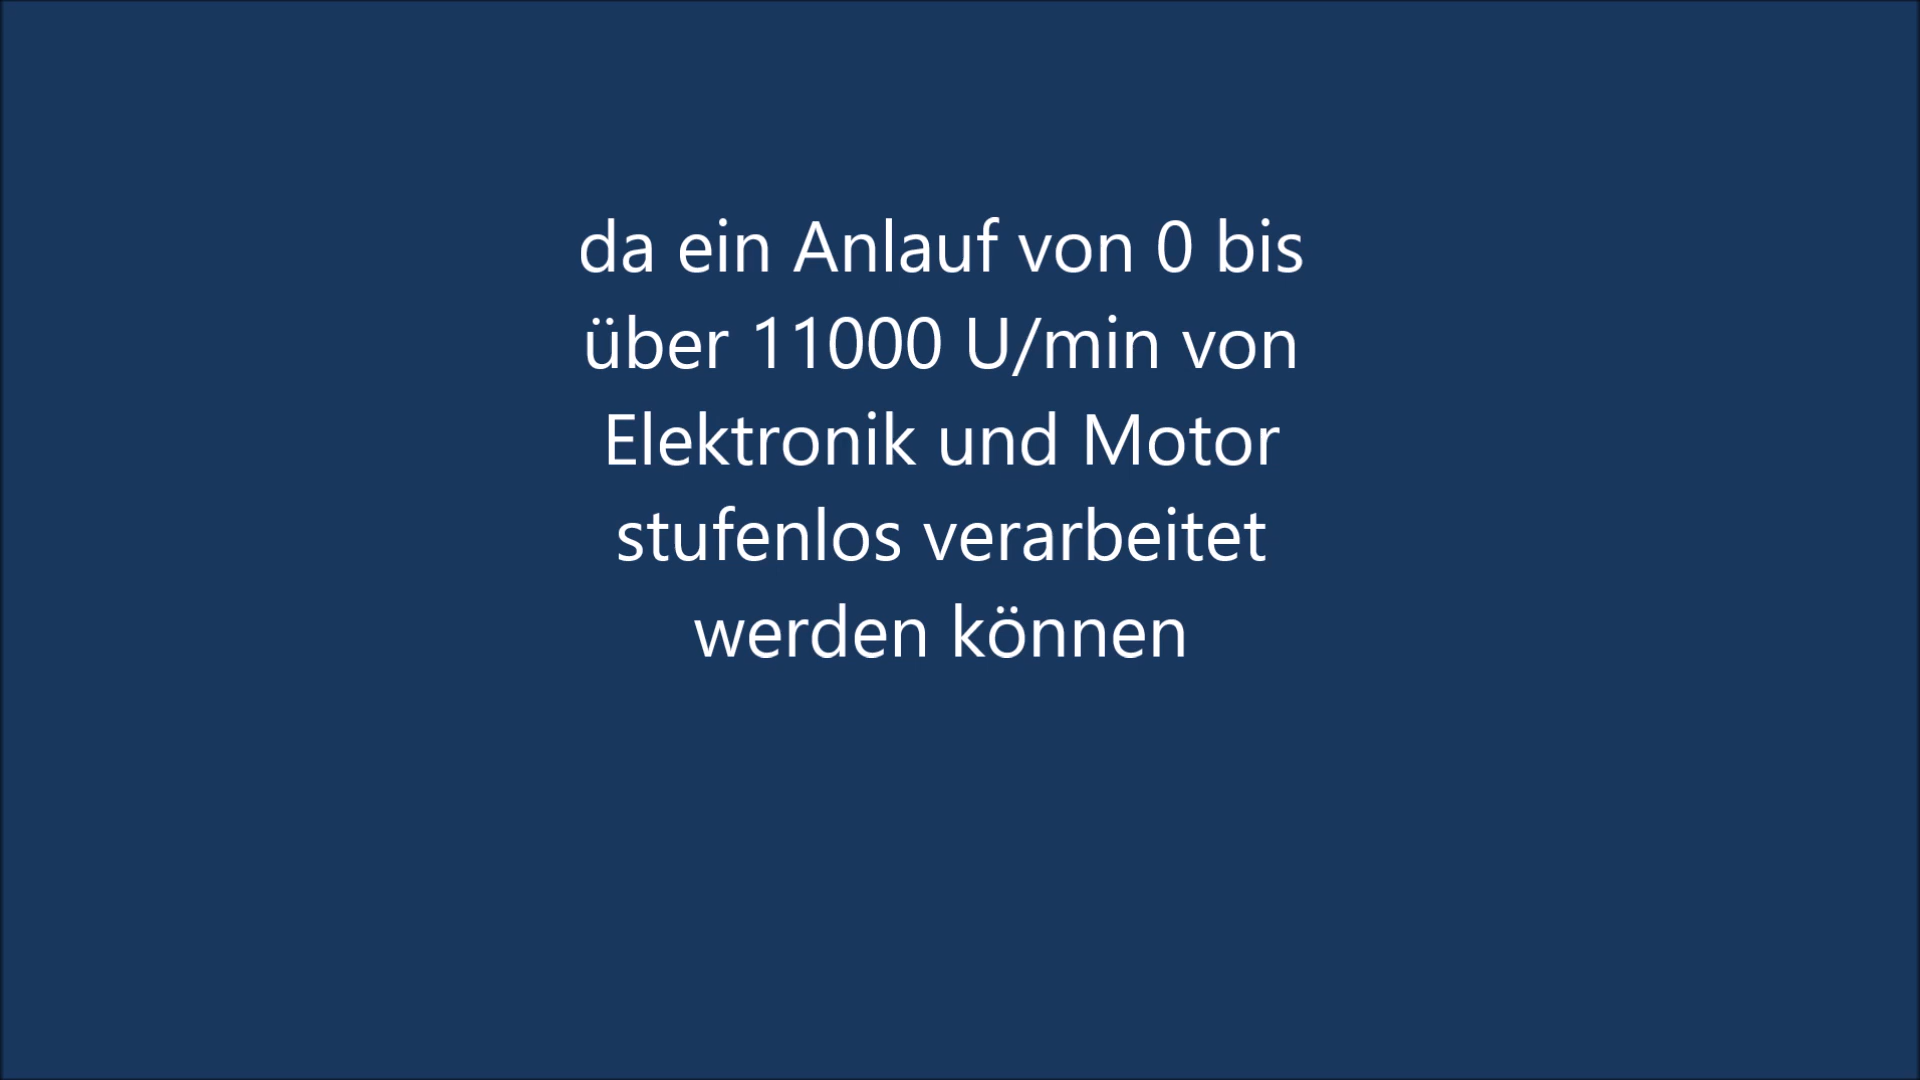 da ein Anlauf von 0 bis
über 11000 U/min von
Elektronik und Motor
stufenlos verarbeitet
werden können